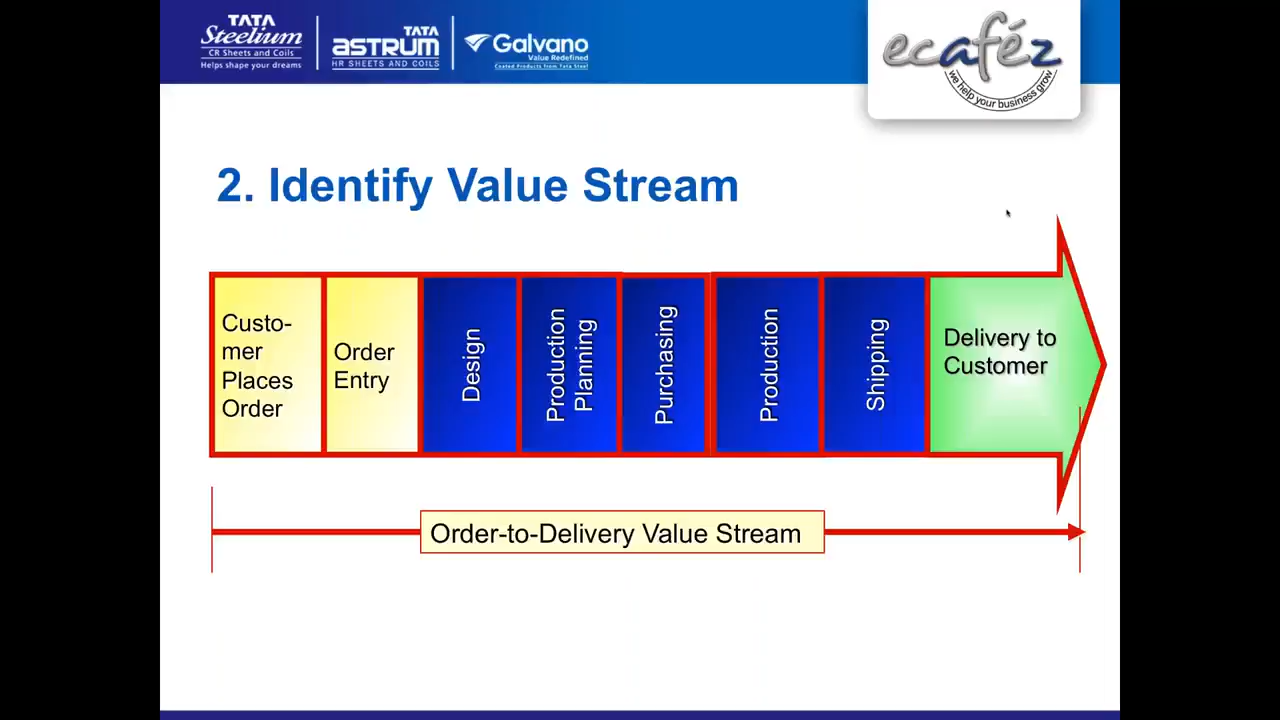 TATA
Steelium
CR Sheets and Coils
Helps shape your dreams
TATA
ASTRUM
HR SHEETS AND COILS
Galvano
Value Redefined
Coated Products from Tata Steel
ecaféz
we help your business grow
2. Identify Value Stream
Custo-
mer
Places
Order
Order
Entry
Design
Production
Planning
Purchasing
Production
Shipping
Delivery to
Customer
Order-to-Delivery Value Stream